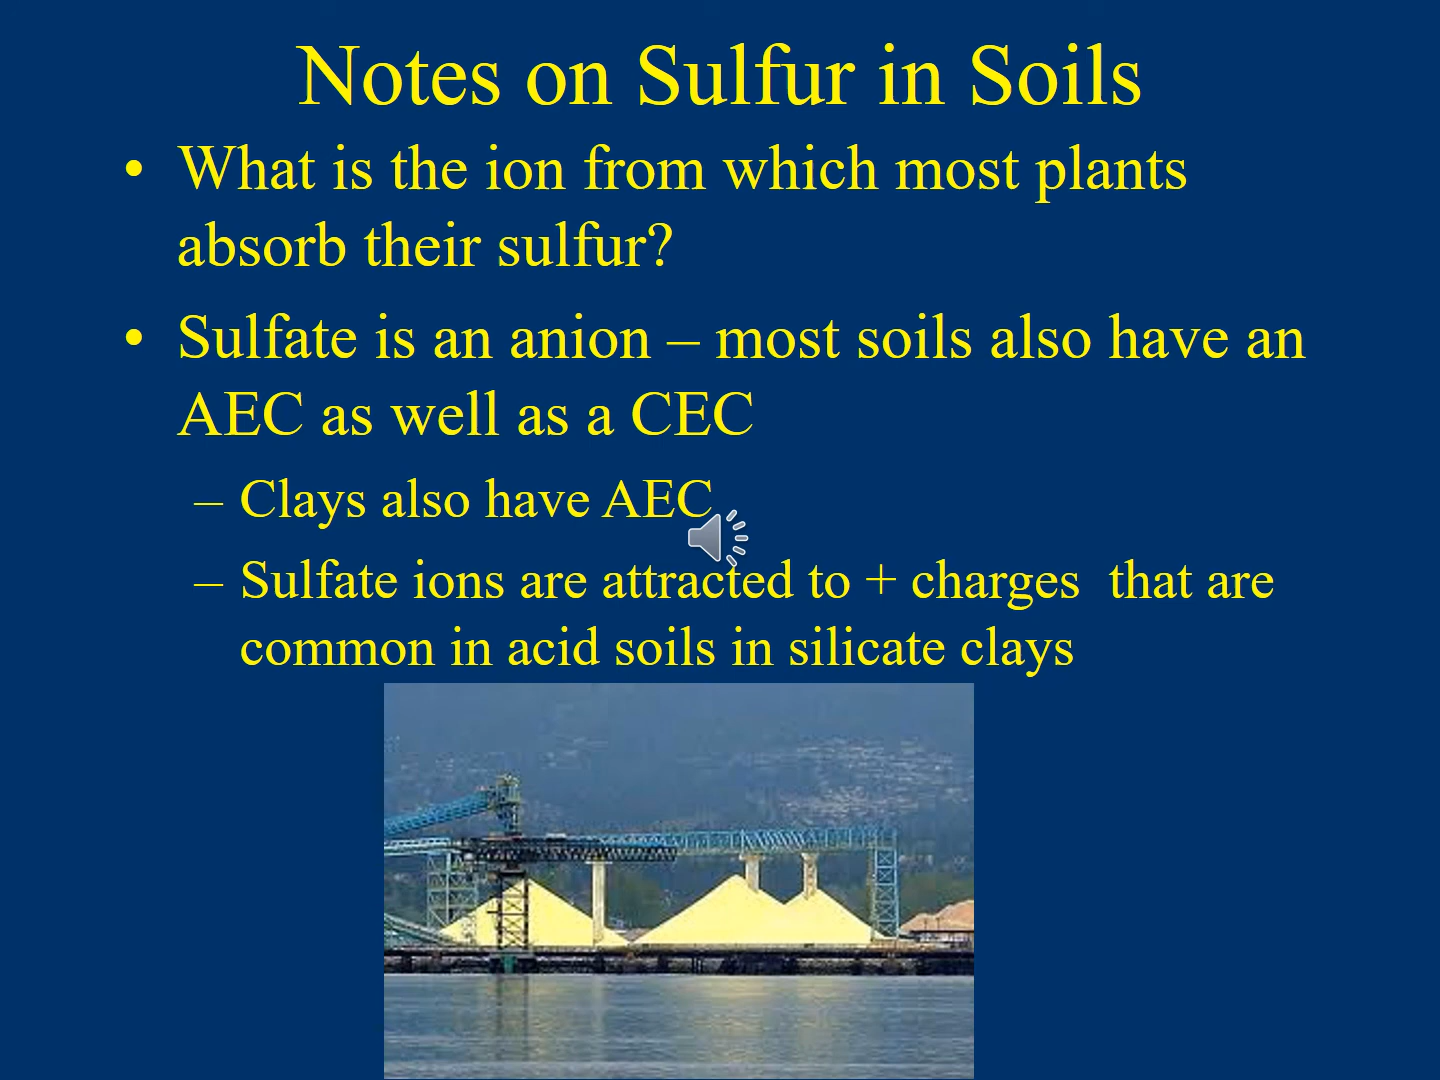 Notes on Sulfur in Soils
• What is the ion from which most plants
absorb their sulfur?
• Sulfate is an anion – most soils also have an
AEC as well as a CEC
– Clays also have AEC
– Sulfate ions are attracted to + charges  that are
common in acid soils in silicate clays